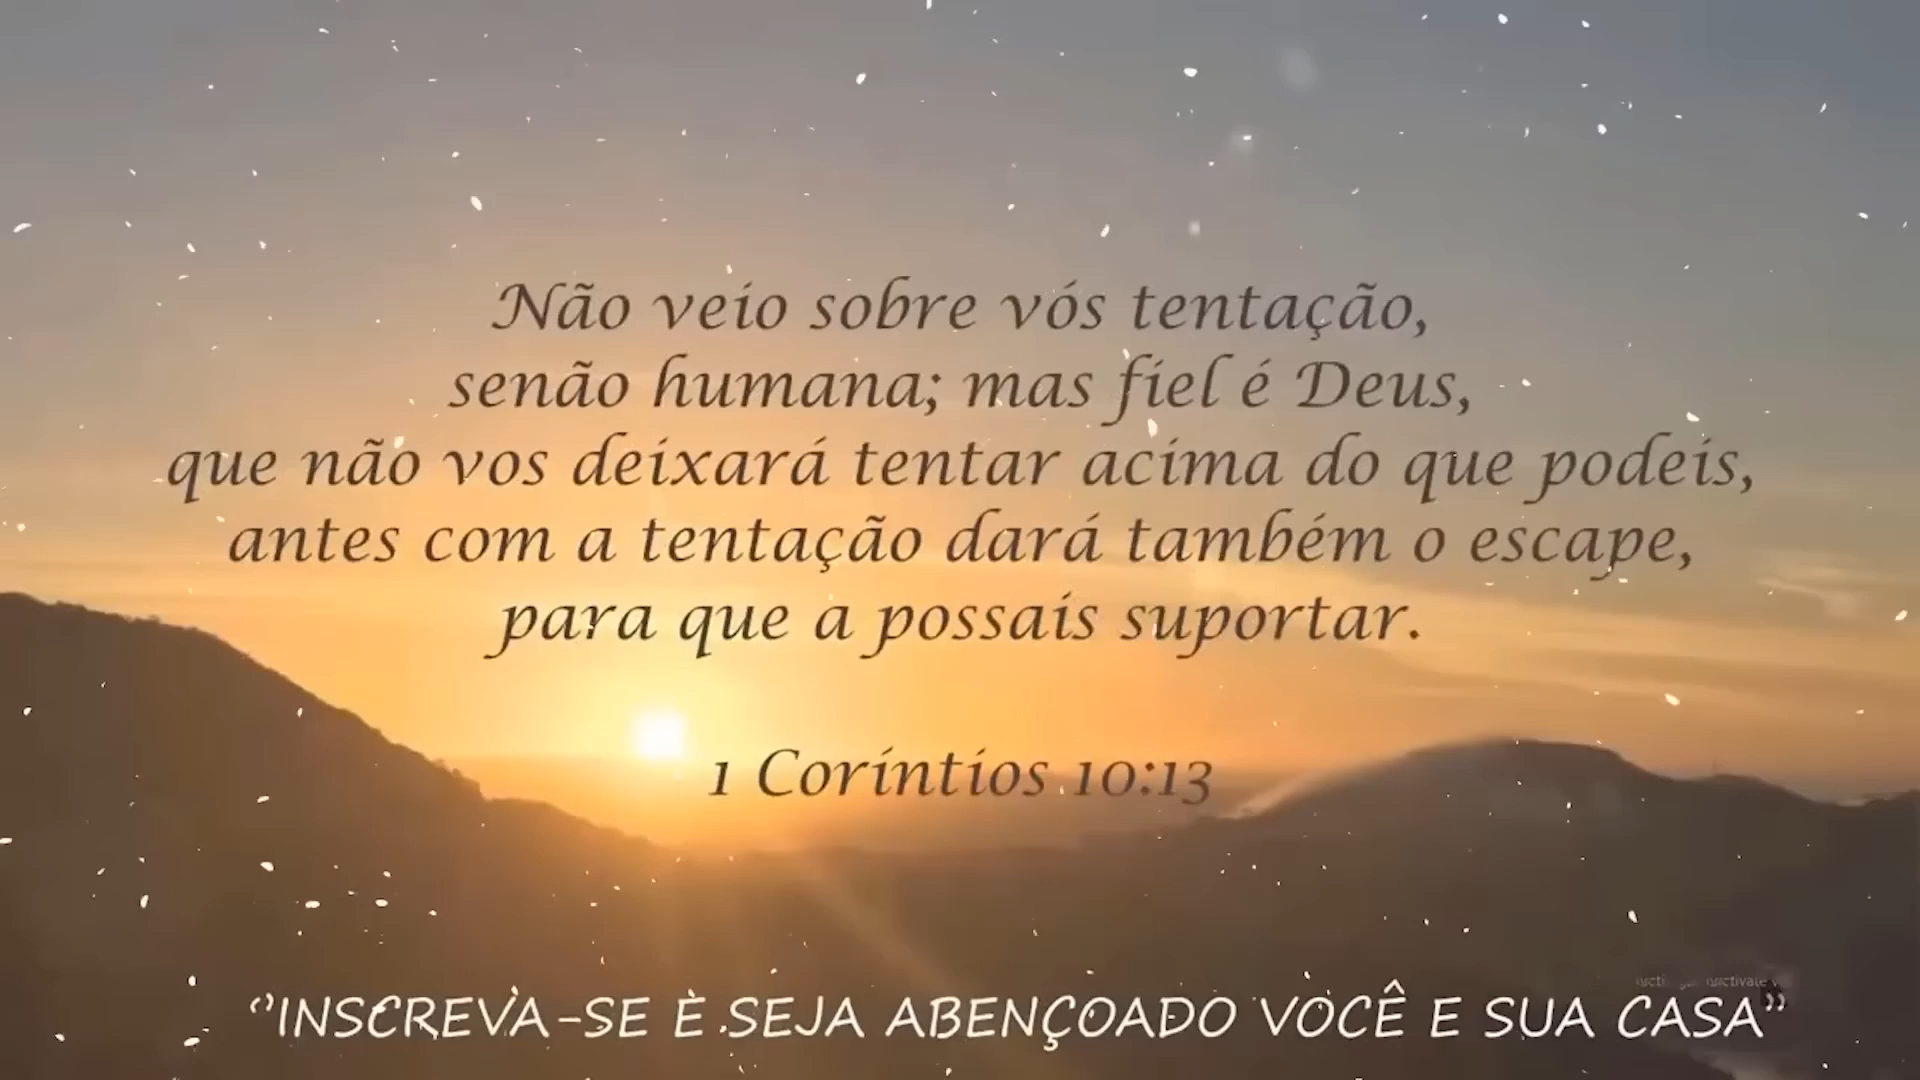 Não veio sobre vós tentação,
senão humana; mas fiel é Deus,
que não vos deixará tentar acima do que podeis,
antes com a tentação dará também o escape,
para que a possais suportar.
1 Coríntios 10:13
“INSCREVA-SE E SEJA ABENÇOADO VOCÊ E SUA CASA”